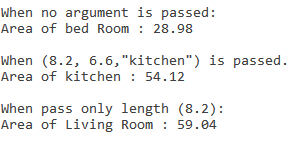 When no argument is passed:
Area of bed Room : 28.98
When (8.2, 6.6,"kitchen") is passed.
Area of kitchen : 54.12
When pass only length (8.2):
Area of Living Room : 59.04